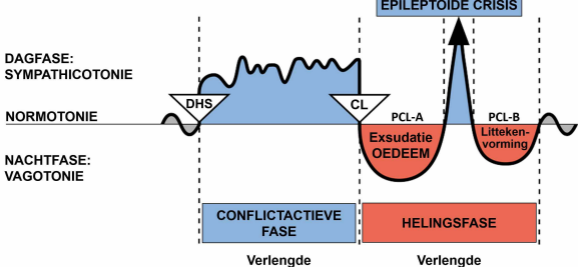 EPILEPTOIDE CRISIS
DAGFASE:
SYMPATHICOTONIE
DHS
CL
NORMOTONIE
PCL-A
PCL-B
Exsudatie
OEDEEM
Litteken-
vorming
NACHTFASE:
VAGOTONIE
CONFLICTACTIEVE
FASE
HELINGSFASE
Verlengde
Verlengde